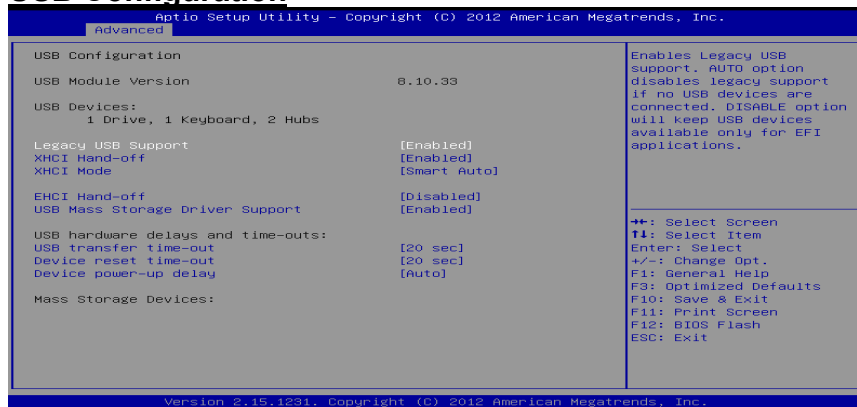 USB Configuration
Aptio Setup Utility – Copyright (C) 2012 American Megatrends, Inc.
Advanced
USB Configuration
USB Module Version 8.10.33
USB Devices:
1 Drive, 1 Keyboard, 2 Hubs
Legacy USB Support [Enabled]
XHCI Hand-off [Enabled]
XHCI Mode [Smart Auto]
EHCI Hand-off [Disabled]
USB Mass Storage Driver Support [Enabled]
USB hardware delays and time-outs:
USB transfer time-out [20 sec]
Device reset time-out [20 sec]
Device power-up delay [Auto]
Mass Storage Devices:
Enables Legacy USB
support. AUTO option
disables legacy support
if no USB devices are
connected. DISABLE option
will keep USB devices
available only for EFI
applications.
→←: Select Screen
↑↓: Select Item
Enter: Select
+/-: Change Opt.
F1: General Help
F3: Optimized Defaults
F10: Save & Exit
F11: Print Screen
F12: BIOS Flash
ESC: Exit
Version 2.15.1231. Copyright (C) 2012 American Megatrends, Inc.